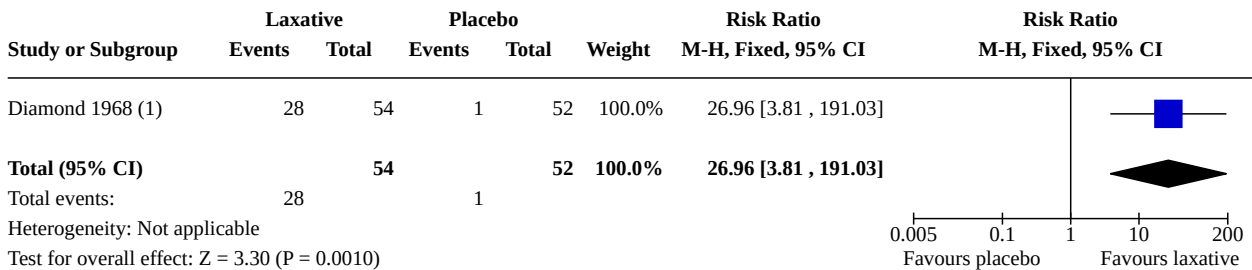 Laxative Placebo Risk Ratio Risk Ratio
Study or Subgroup Events Total Events Total Weight M-H, Fixed, 95% CI M-H, Fixed, 95% CI
Diamond 1968 (1) 28 54 1 52 100.0% 26.96 [3.81 , 191.03]
Total (95% CI) 54 52 100.0% 26.96 [3.81 , 191.03]
Total events: 28 1
Heterogeneity: Not applicable
0.005 0.1 1 10 200
Test for overall effect: Z = 3.30 (P = 0.0010) Favours placebo Favours laxative